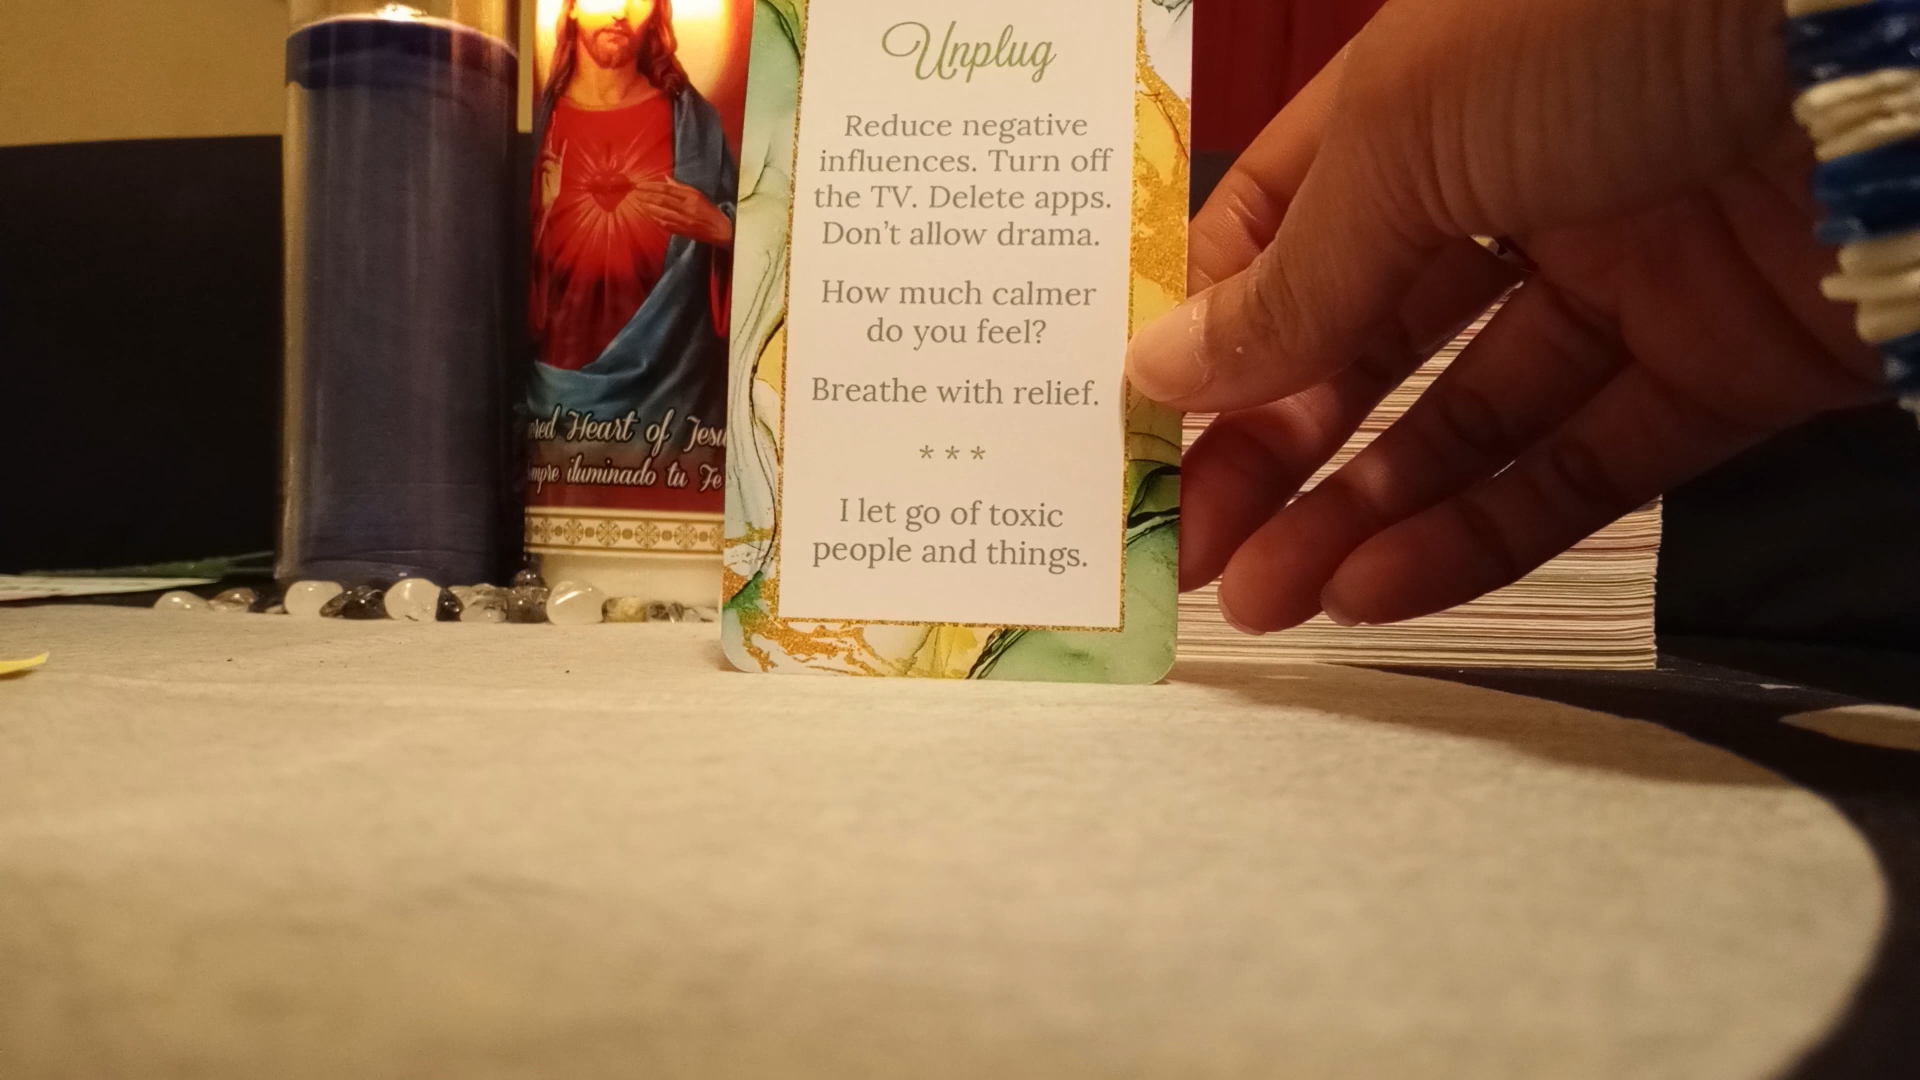 Unplug
Reduce negative
influences. Turn off
the TV. Delete apps.
Don't allow drama.
How much calmer
do you feel?
Breathe with relief.
* * *
I let go of toxic
people and things.
Heart of
iluminado tu Fe